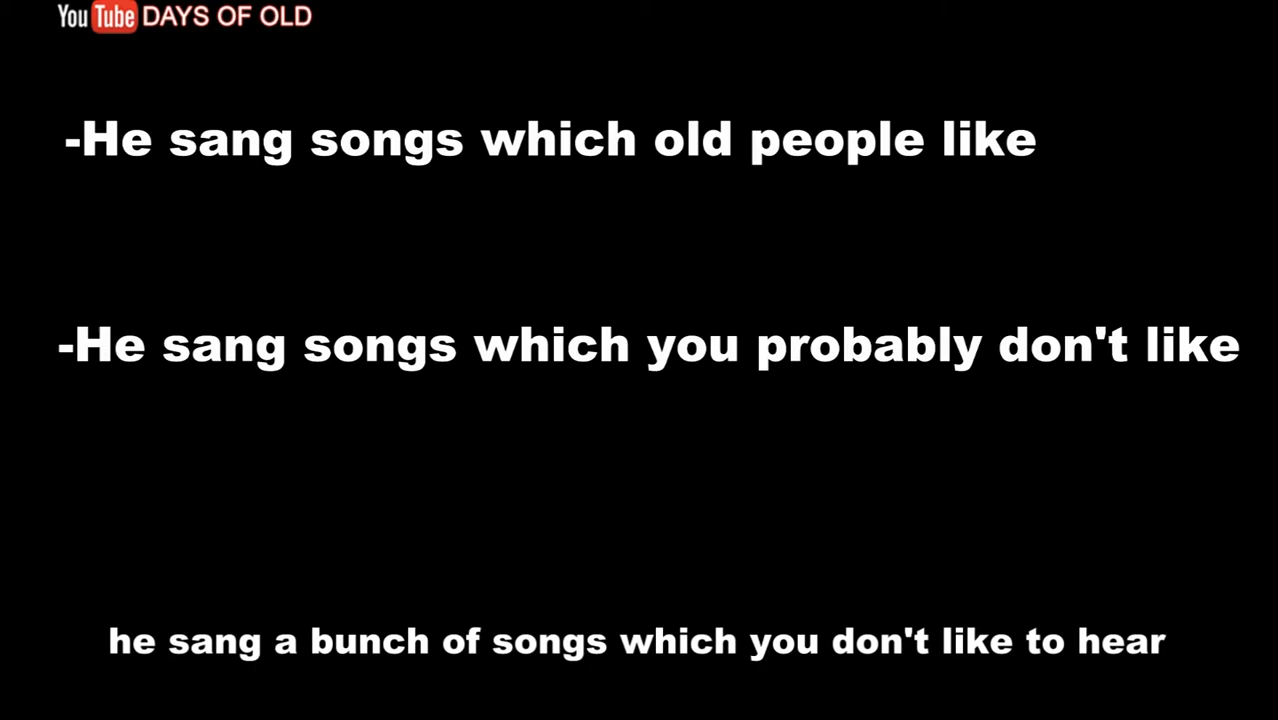 YouTube DAYS OF OLD
-He sang songs which old people like
-He sang songs which you probably don't like
he sang a bunch of songs which you don't like to hear